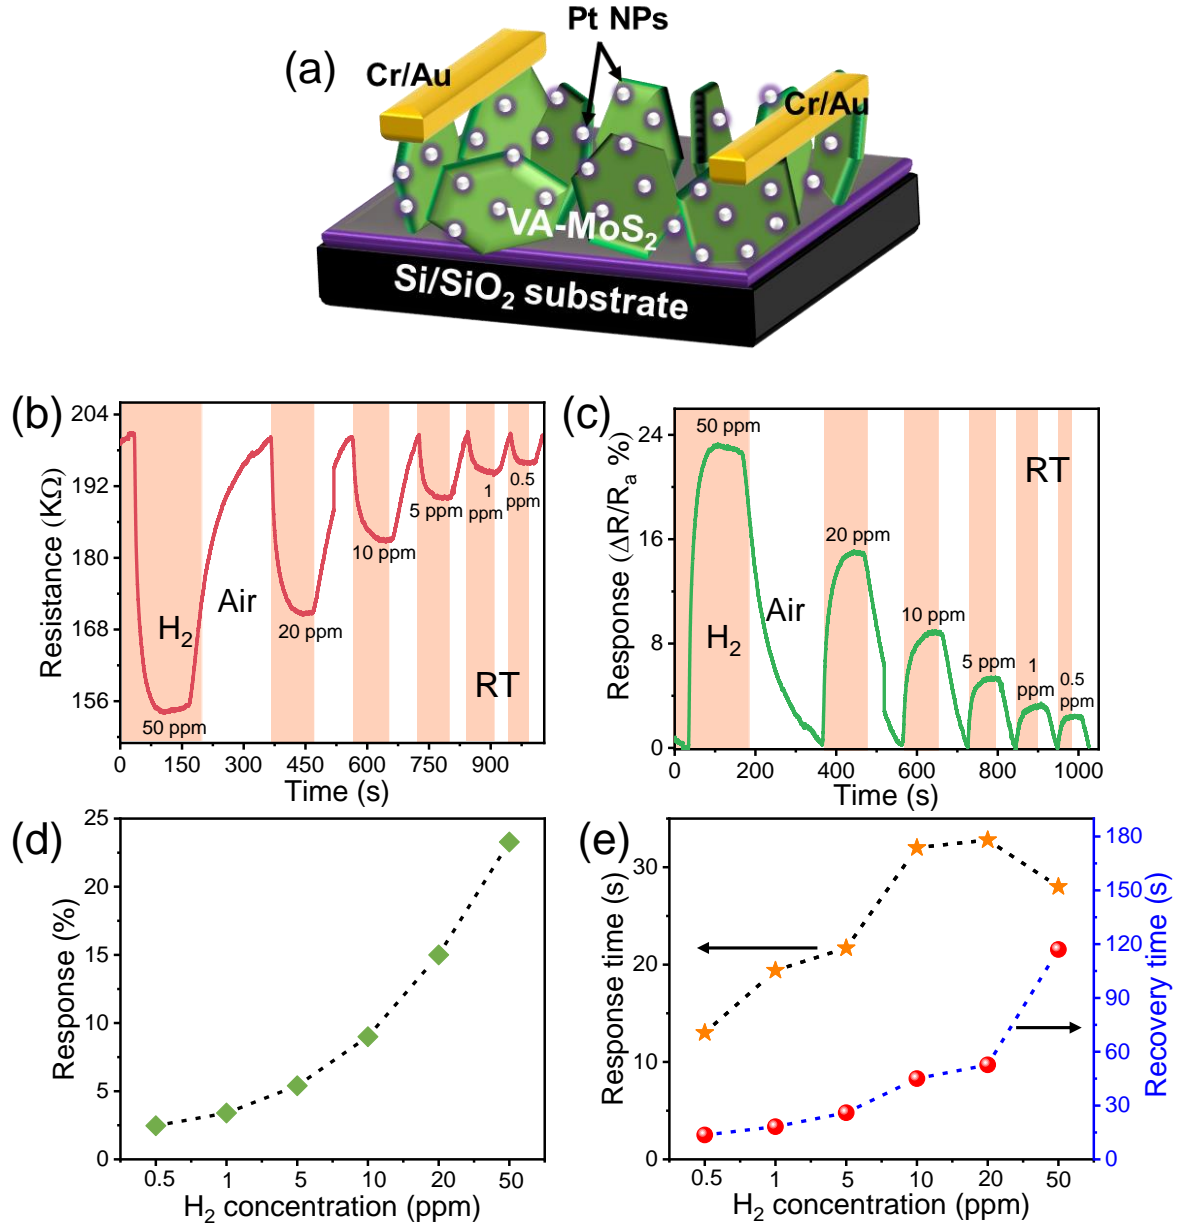 (a)
Pt NPs
Cr/Au
Cr/Au
VA-MoS₂
Si/SiO₂ substrate
(b)
Resistance (KΩ)
204
192
180
168
156
50 ppm
H₂
Air
20 ppm
10 ppm
5 ppm
1
ppm
0.5
ppm
RT
0 150 300 450 600 750 900
Time (s)
(c)
Response (ΔR/Rₐ %)
24
16
8
0
50 ppm
H₂
Air
20 ppm
10 ppm
5 ppm
1
ppm
0.5
ppm
RT
0 200 400 600 800 1000
Time (s)
(d)
Response (%)
25
20
15
10
5
0
0.5 1 5 10 20 50
H₂ concentration (ppm)
(e)
Response time (s)
30
20
10
0
Recovery time (s)
180
150
120
90
60
30
0
0.5 1 5 10 20 50
H₂ concentration (ppm)